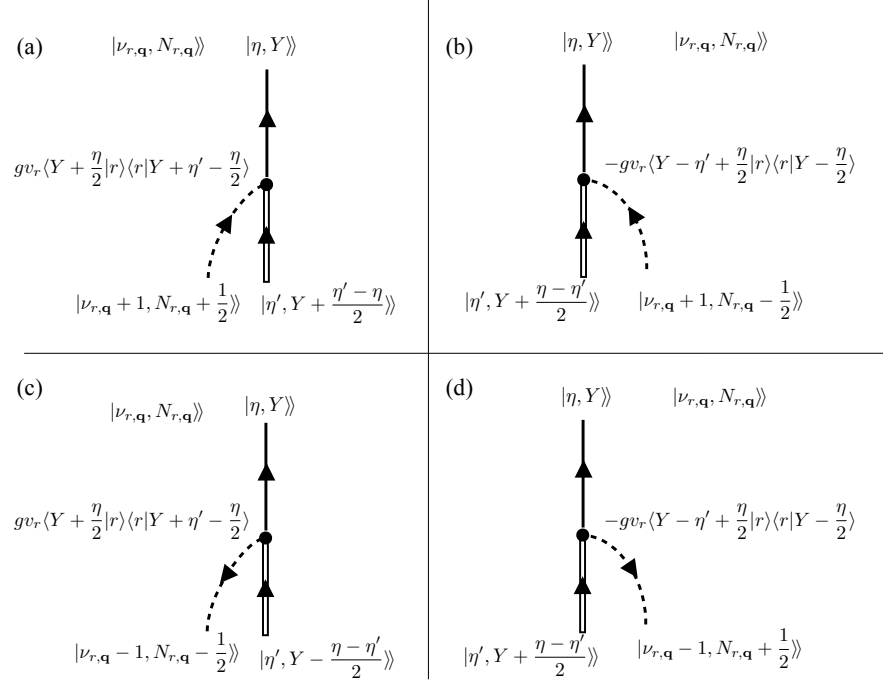 (a) |ν_{r,q}, N_{r,q}⟩⟩ |η, Y⟩⟩
gv_r⟨Y + η/2|r⟩⟨r|Y + η′ − η/2⟩
|ν_{r,q} + 1, N_{r,q} + 1/2⟩⟩ |η′, Y + (η′ − η)/2⟩⟩
(b) |η, Y⟩⟩ |ν_{r,q}, N_{r,q}⟩⟩
−gv_r⟨Y − η′ + η/2|r⟩⟨r|Y − η/2⟩
|η′, Y + (η − η′)/2⟩⟩ |ν_{r,q} + 1, N_{r,q} − 1/2⟩⟩
(c) |ν_{r,q}, N_{r,q}⟩⟩ |η, Y⟩⟩
gv_r⟨Y + η/2|r⟩⟨r|Y + η′ − η/2⟩
|ν_{r,q} − 1, N_{r,q} − 1/2⟩⟩ |η′, Y − (η − η′)/2⟩⟩
(d) |η, Y⟩⟩ |ν_{r,q}, N_{r,q}⟩⟩
−gv_r⟨Y − η′ + η/2|r⟩⟨r|Y − η/2⟩
|η′, Y + (η − η′)/2⟩⟩ |ν_{r,q} − 1, N_{r,q} + 1/2⟩⟩